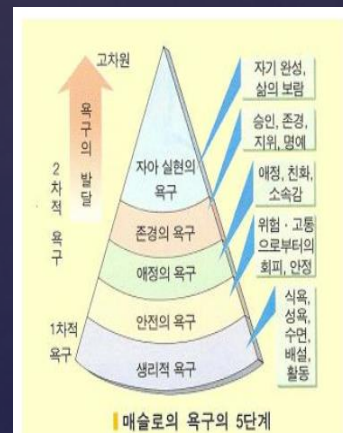 고차원
욕구의 발달
2차적 욕구
1차적
욕구
자아 실현의
욕구
존경의 욕구
애정의 욕구
안전의 욕구
생리적 욕구
자기 완성,
삶의 보람
승인, 존경,
지위, 명예
애정, 친화,
소속감
위험·고통
으로부터의
회피, 안정
식욕,
성욕,
수면,
배설,
활동
매슬로의 욕구의 5단계